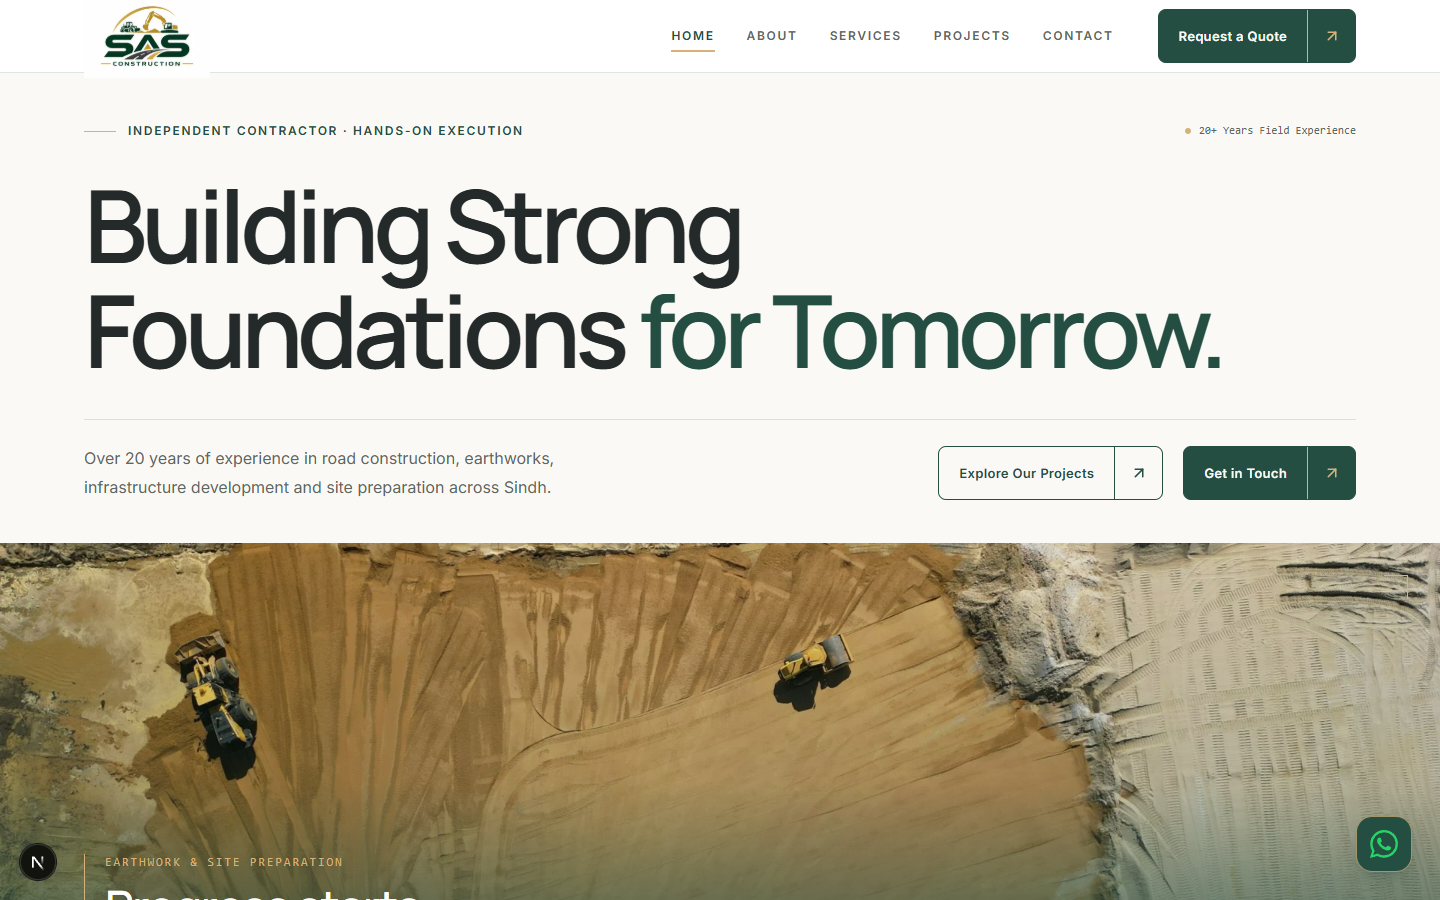 SAS
CONSTRUCTION
HOME
ABOUT
SERVICES
PROJECTS
CONTACT
Request a Quote
INDEPENDENT CONTRACTOR · HANDS-ON EXECUTION
20+ Years Field Experience
Building Strong
Foundations for Tomorrow.
Over 20 years of experience in road construction, earthworks,
infrastructure development and site preparation across Sindh.
Explore Our Projects
Get in Touch
EARTHWORK & SITE PREPARATION
Progress starts
N